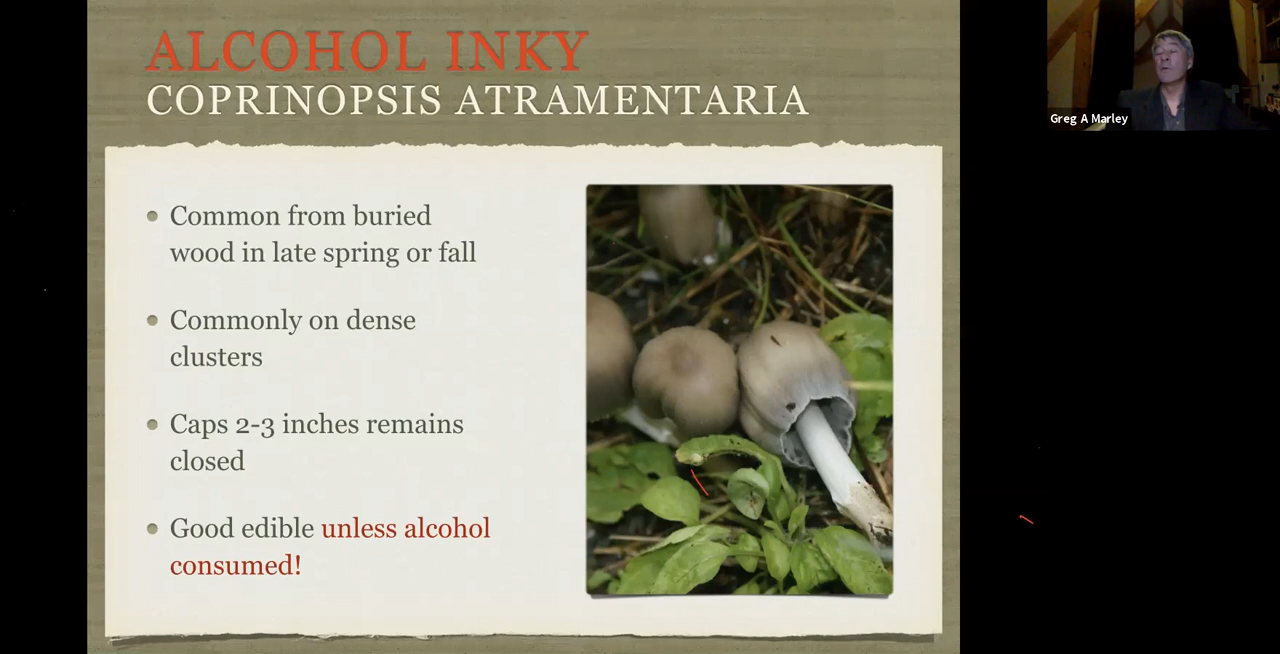 ALCOHOL INKY
COPRINOPSIS ATRAMENTARIA
Greg A Marley
Common from buried
wood in late spring or fall
Commonly on dense
clusters
Caps 2-3 inches remains
closed
Good edible unless alcohol
consumed!